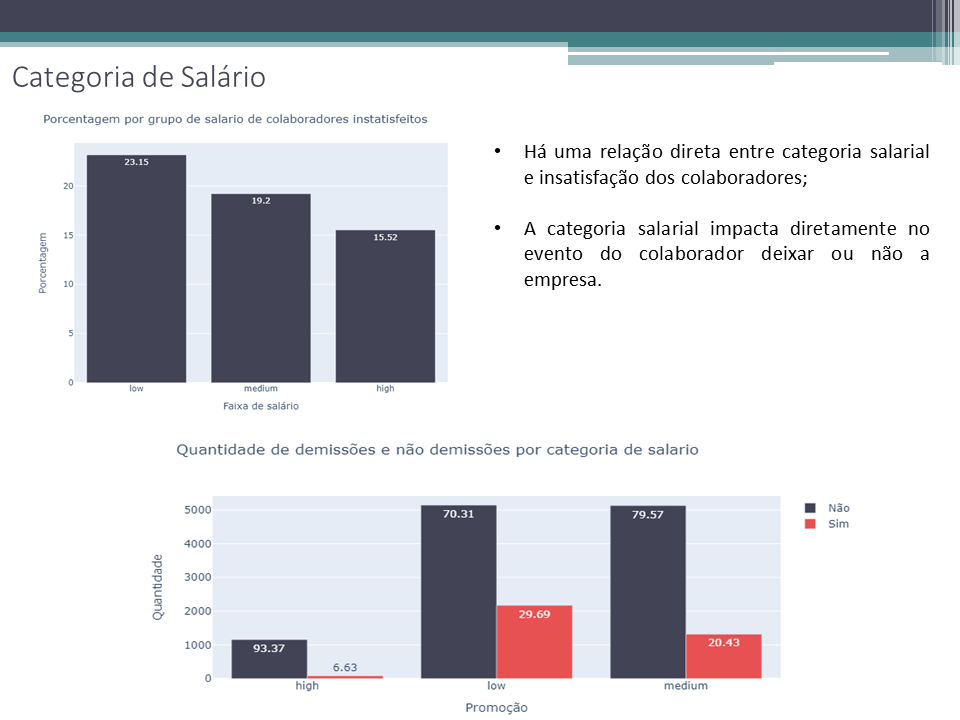 Categoria de Salário
Porcentagem por grupo de salario de colaboradores instatisfeitos
23.15
19.2
15.52
20
15
10
5
0
Porcentagem
low
medium
high
Faixa de salário
• Há uma relação direta entre categoria salarial
e insatisfação dos colaboradores;
• A categoria salarial impacta diretamente no
evento do colaborador deixar ou não a
empresa.
Quantidade de demissões e não demissões por categoria de salario
5000
4000
3000
2000
1000
0
Quantidade
93.37
6.63
70.31
29.69
79.57
20.43
high
low
medium
Promoção
Não
Sim